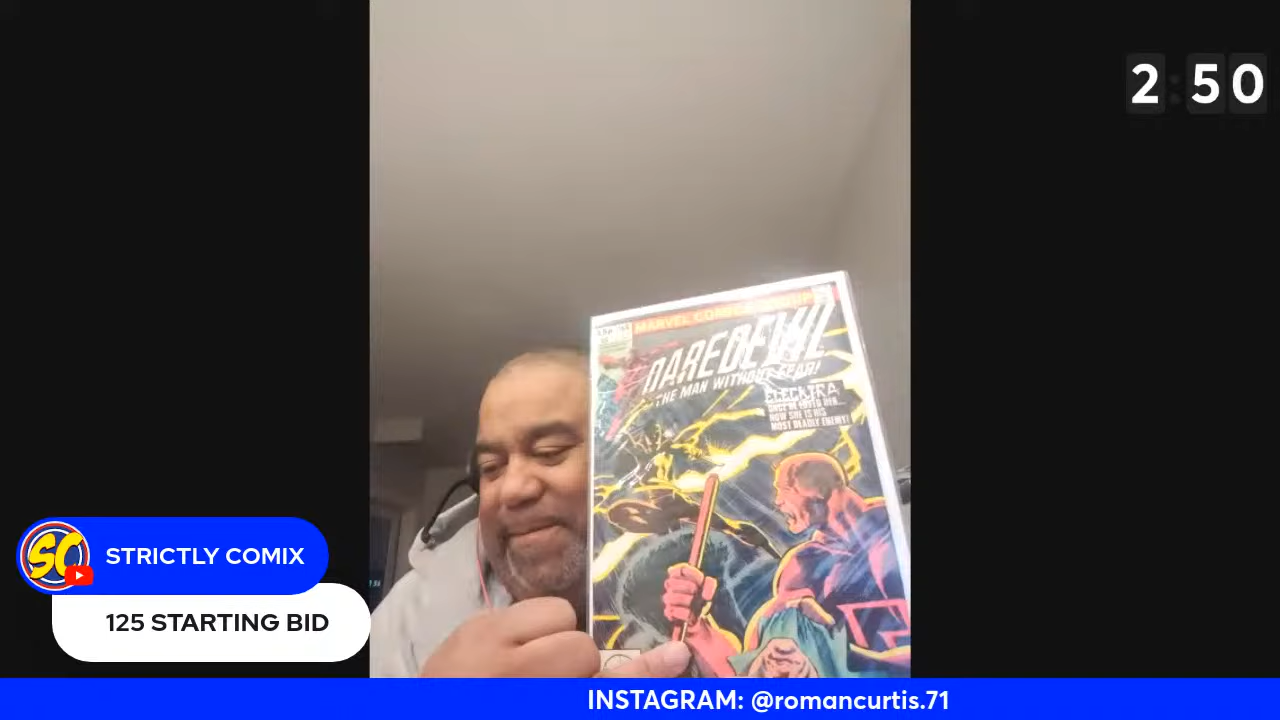 2:50
MARVEL COMICS GROUP
DAREDEVIL
THE MAN WITHOUT FEAR!
ELEKTRA
ONCE HE LOVED HER...
NOW SHE IS HIS
MOST DEADLY ENEMY!
SC
STRICTLY COMIX
125 STARTING BID
INSTAGRAM: @romancurtis.71